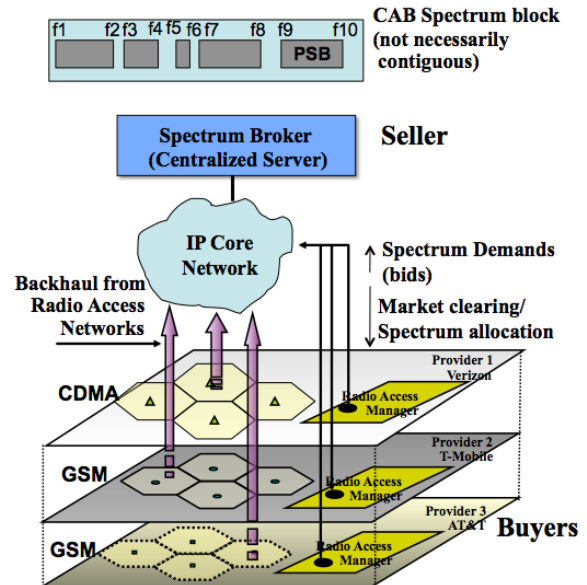 f1 f2 f3 f4 f5 f6 f7 f8 f9 f10
PSB
CAB Spectrum block
(not necessarily
contiguous)
Spectrum Broker
(Centralized Server)
Seller
IP Core
Network
Spectrum Demands
(bids)
Backhaul from
Radio Access
Networks
Market clearing/
Spectrum allocation
Provider 1
Verizon
CDMA
Radio Access
Manager
Provider 2
T-Mobile
GSM
Radio Access
Manager
Provider 3
AT&T
Buyers
GSM
Radio Access
Manager